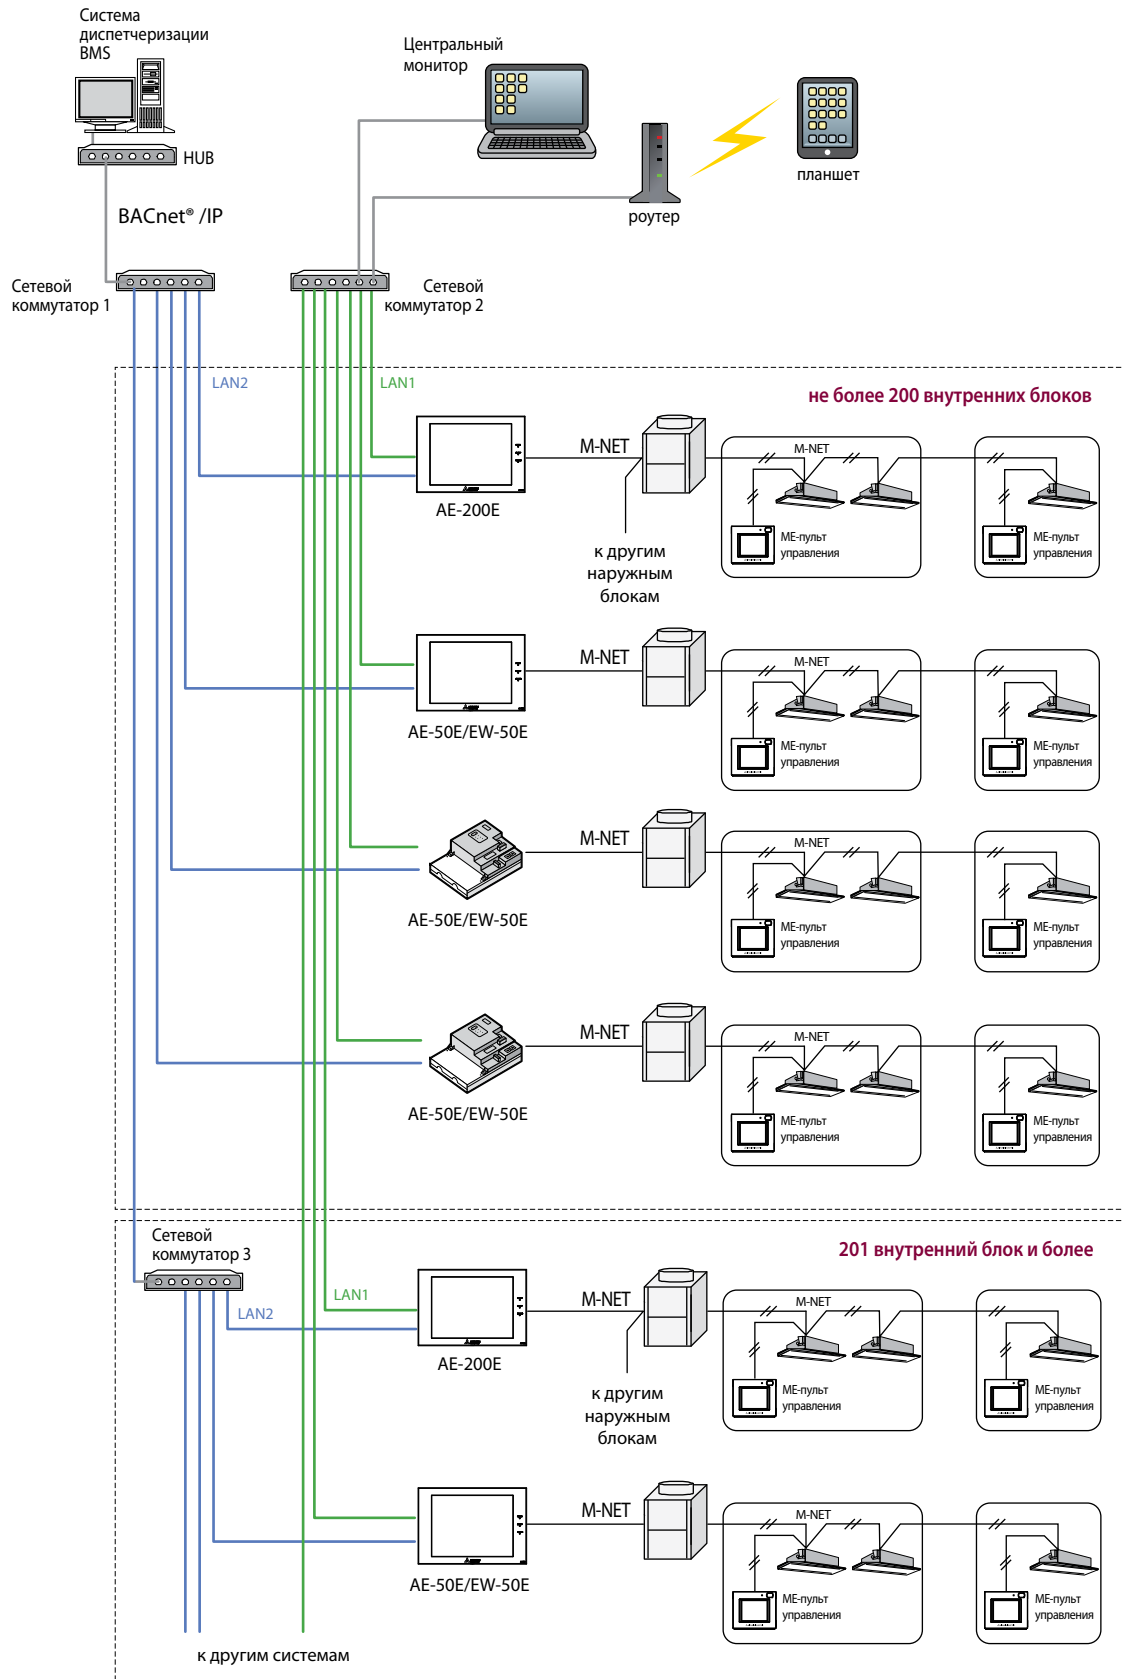 Система
диспетчеризации
BMS
Центральный
монитор
HUB
планшет
роутер
BACnet® /IP
Сетевой
коммутатор 1
Сетевой
коммутатор 2
LAN2
LAN1
не более 200 внутренних блоков
M-NET
M-NET
AE-200E
ME-пульт
управления
ME-пульт
управления
к другим
наружным
блокам
M-NET
M-NET
AE-50E/EW-50E
ME-пульт
управления
ME-пульт
управления
M-NET
M-NET
AE-50E/EW-50E
ME-пульт
управления
ME-пульт
управления
M-NET
M-NET
AE-50E/EW-50E
ME-пульт
управления
ME-пульт
управления
Сетевой
коммутатор 3
201 внутренний блок и более
LAN1
LAN2
M-NET
M-NET
AE-200E
ME-пульт
управления
ME-пульт
управления
к другим
наружным
блокам
M-NET
M-NET
AE-50E/EW-50E
ME-пульт
управления
ME-пульт
управления
к другим системам